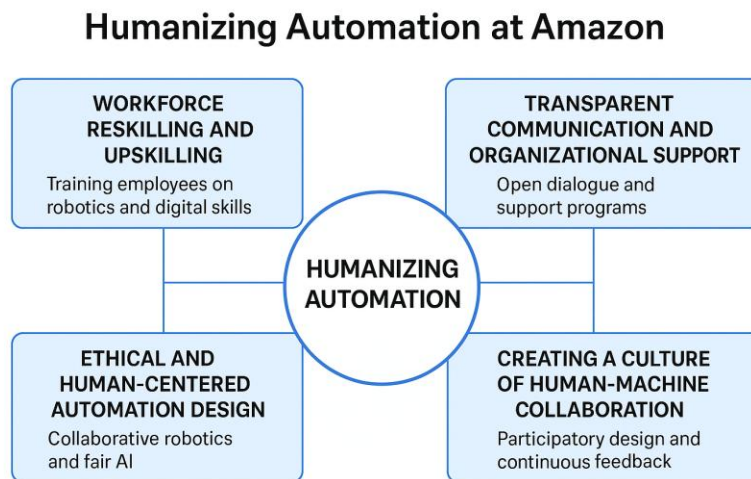 Humanizing Automation at Amazon
WORKFORCE
RESKILLING AND
UPSKILLING
Training employees on
robotics and digital skills
TRANSPARENT
COMMUNICATION AND
ORGANIZATIONAL SUPPORT
Open dialogue and
support programs
HUMANIZING
AUTOMATION
ETHICAL AND
HUMAN-CENTERED
AUTOMATION DESIGN
Collaborative robotics
and fair AI
CREATING A CULTURE
OF HUMAN-MACHINE
COLLABORATION
Participatory design and
continuous feedback